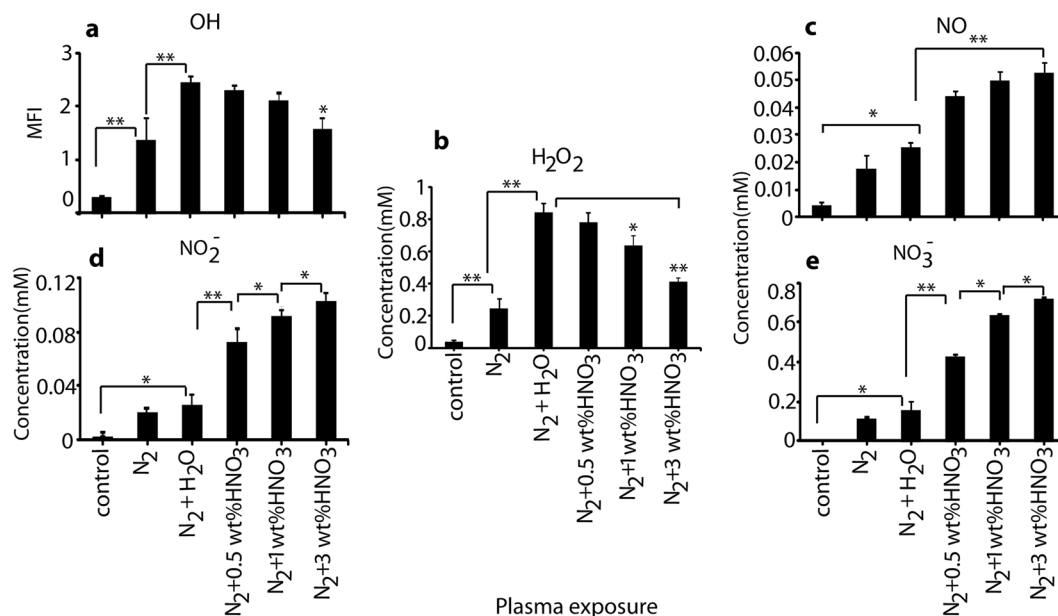 a
OH
**
**
*
3
2
1
0
MFI
b
H2O2
**
**
*
**
1
0.8
0.6
0.4
0.2
0
Concentration(mM)
control
N2
N2+H2O
N2+0.5 wt%HNO3
N2+1wt%HNO3
N2+3 wt%HNO3
c
NO
*
**
0.06
0.05
0.04
0.03
0.02
0.01
0
Concentration(mM)
d
NO2-
*
**
*
*
0.12
0.08
0.04
0
Concentration(mM)
control
N2
N2+H2O
N2+0.5 wt%HNO3
N2+1wt%HNO3
N2+3 wt%HNO3
e
NO3-
*
**
*
*
0.8
0.6
0.4
0.2
0
control
N2
N2+H2O
N2+0.5 wt%HNO3
N2+1wt%HNO3
N2+3 wt%HNO3
Plasma exposure